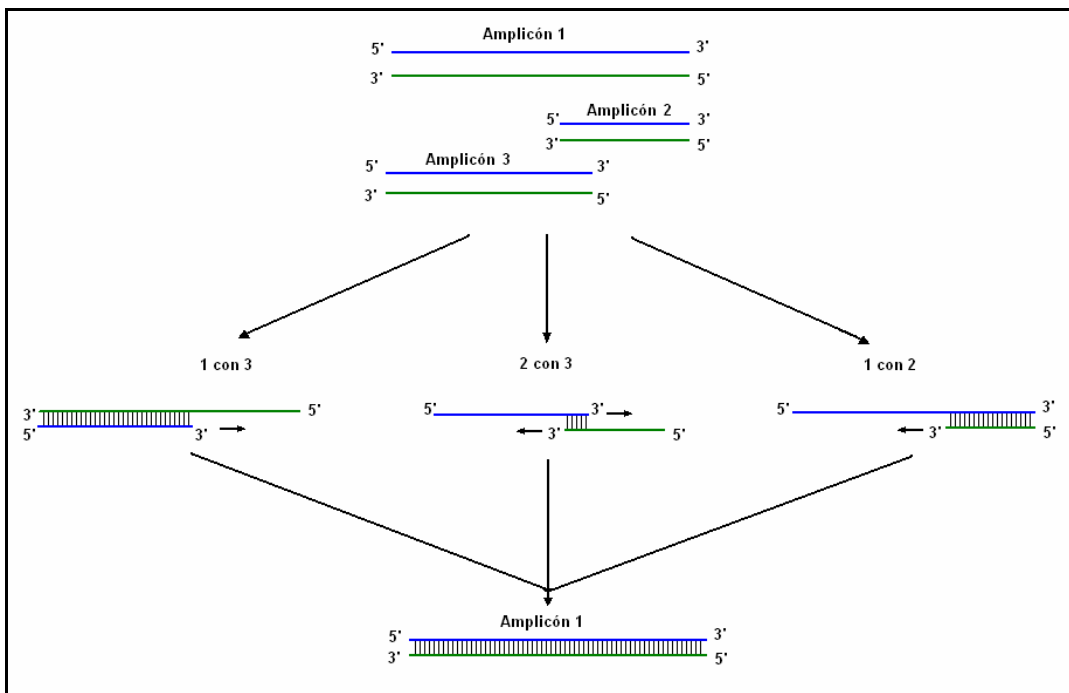 Amplicón 1
5' 3'
3' 5'
Amplicón 2
5' 3'
3' 5'
Amplicón 3
5' 3'
3' 5'
1 con 3
2 con 3
1 con 2
3' 5'
5' 3'
5' 3'
3' 5'
5' 3'
3' 5'
Amplicón 1
5' 3'
3' 5'